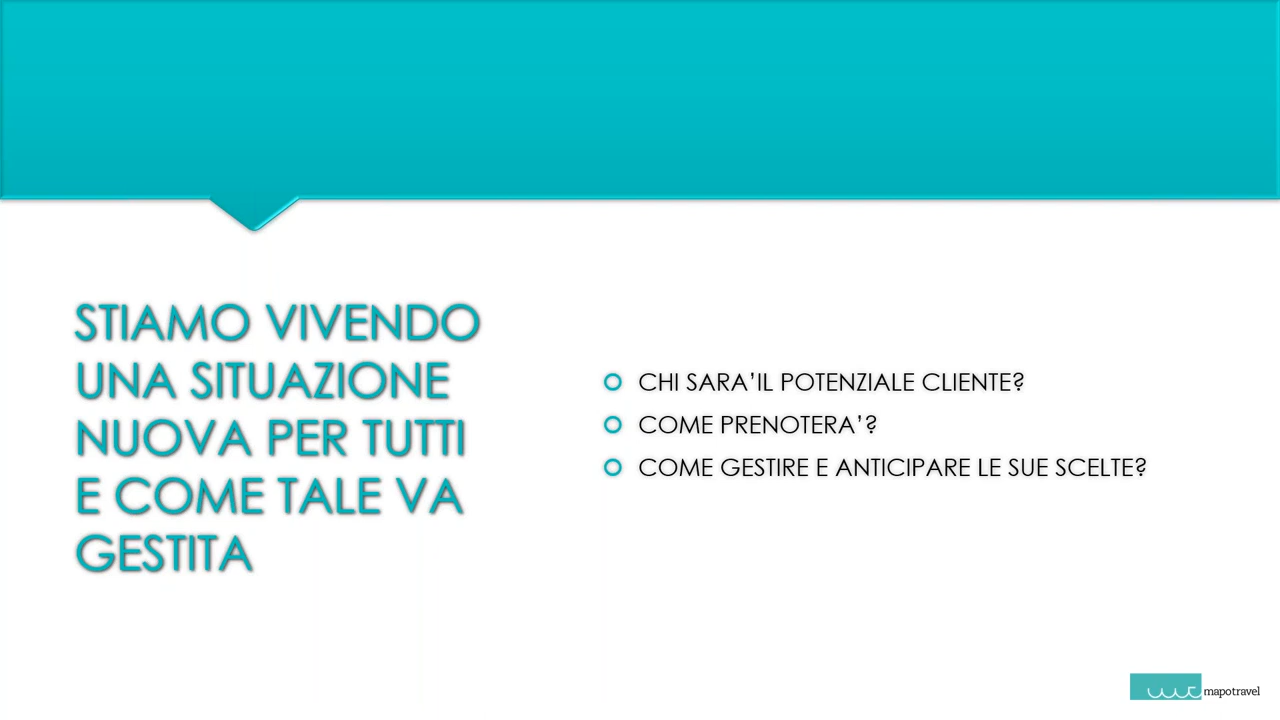 STIAMO VIVENDO
UNA SITUAZIONE
NUOVA PER TUTTI
E COME TALE VA
GESTITA
CHI SARA’IL POTENZIALE CLIENTE?
COME PRENOTERA’?
COME GESTIRE E ANTICIPARE LE SUE SCELTE?
mapotravel